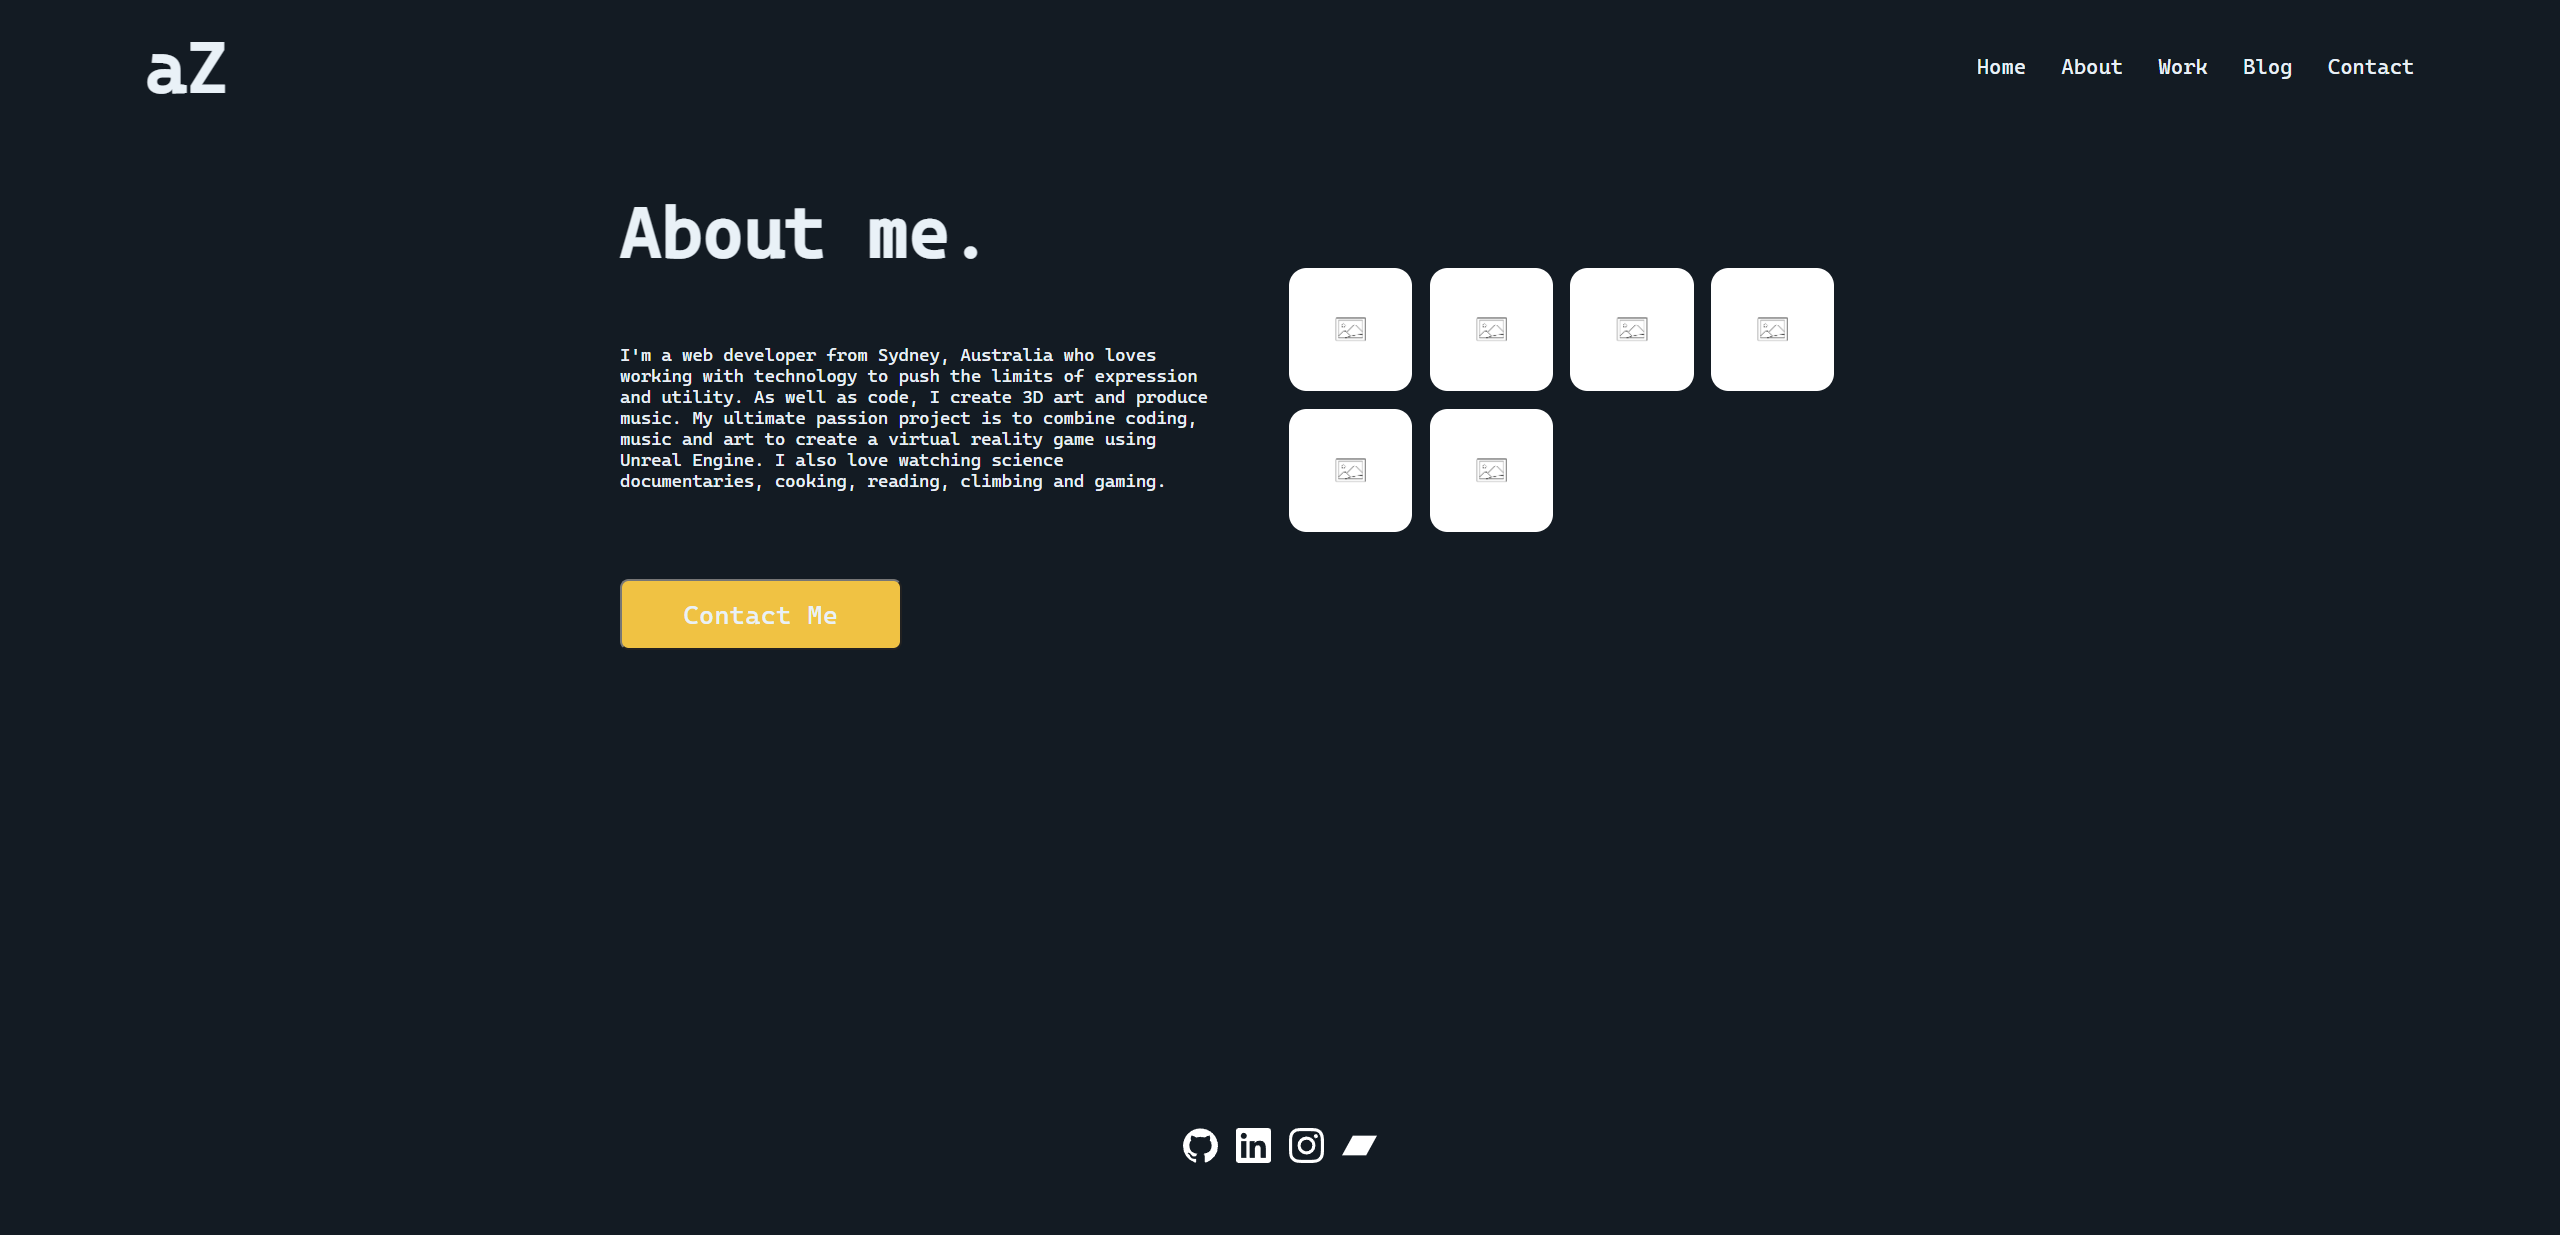 aZ
Home About Work Blog Contact
About me.
I'm a web developer from Sydney, Australia who loves
working with technology to push the limits of expression
and utility. As well as code, I create 3D art and produce
music. My ultimate passion project is to combine coding,
music and art to create a virtual reality game using
Unreal Engine. I also love watching science
documentaries, cooking, reading, climbing and gaming.
Contact Me
in